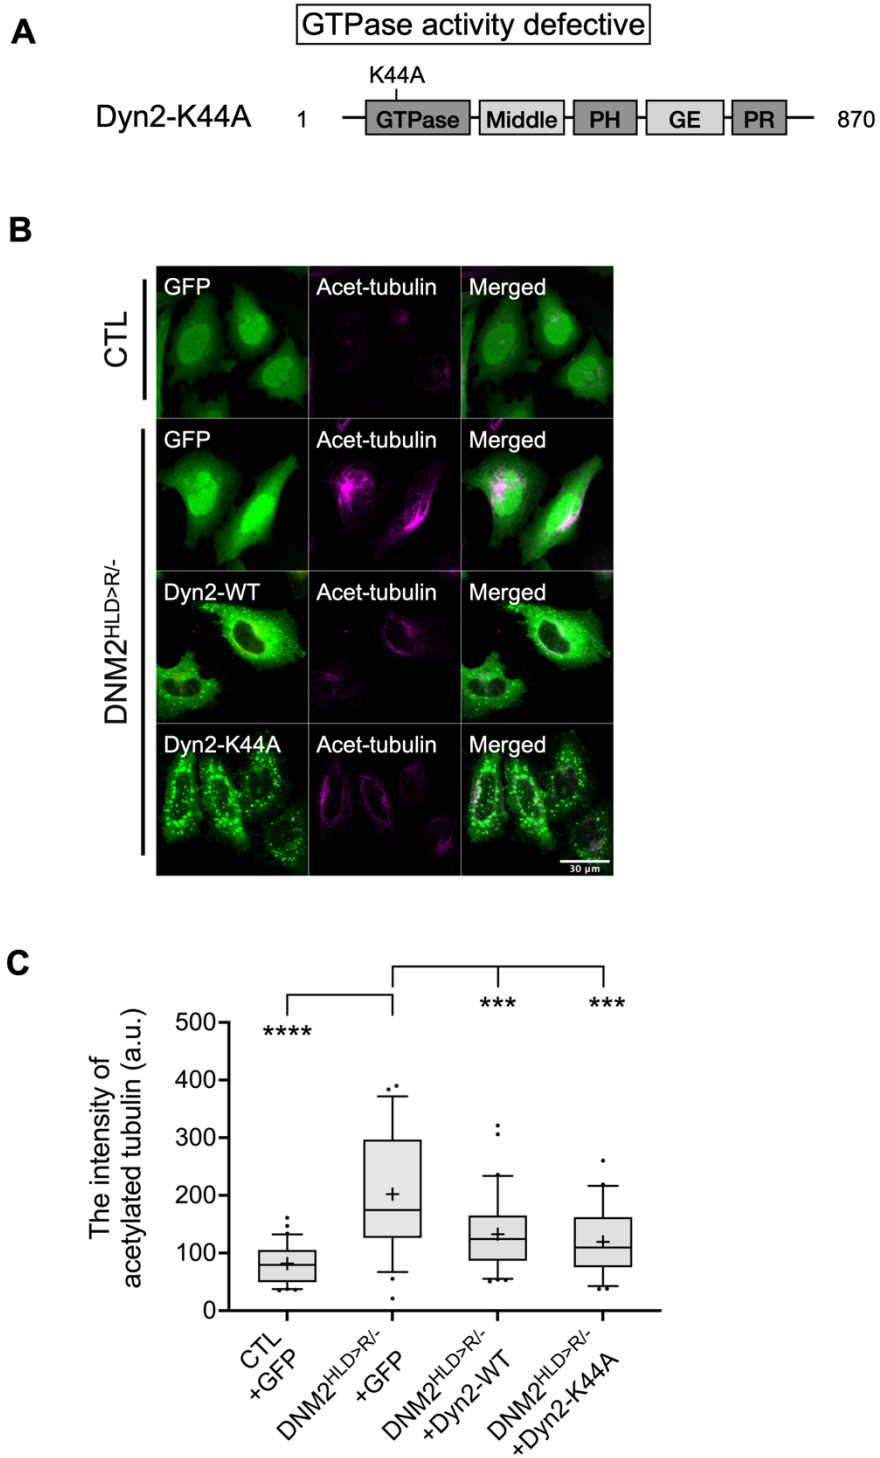 A
GTPase activity defective
K44A
Dyn2-K44A 1 GTPase Middle PH GE PR 870
B
CTL
GFP Acet-tubulin Merged
DNM2HLD>R/-
GFP Acet-tubulin Merged
Dyn2-WT Acet-tubulin Merged
Dyn2-K44A Acet-tubulin Merged
30 μm
C
The intensity of
acetylated tubulin (a.u.)
*** ***
****
500
400
300
200
100
0
CTL
+GFP
DNM2HLD>R/-
+GFP
DNM2HLD>R/-
+Dyn2-WT
DNM2HLD>R/-
+Dyn2-K44A